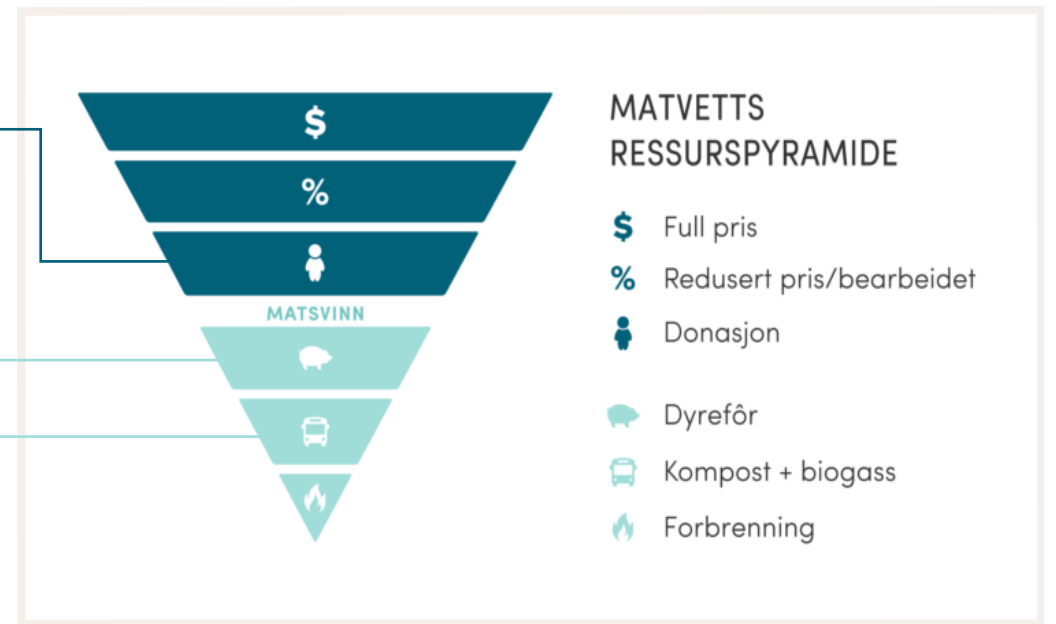 MATVETTS
RESSURSPYRAMIDE
$
%
MATSVINN
$ Full pris
% Redusert pris/bearbeidet
Donasjon
Dyrefôr
Kompost + biogass
Forbrenning